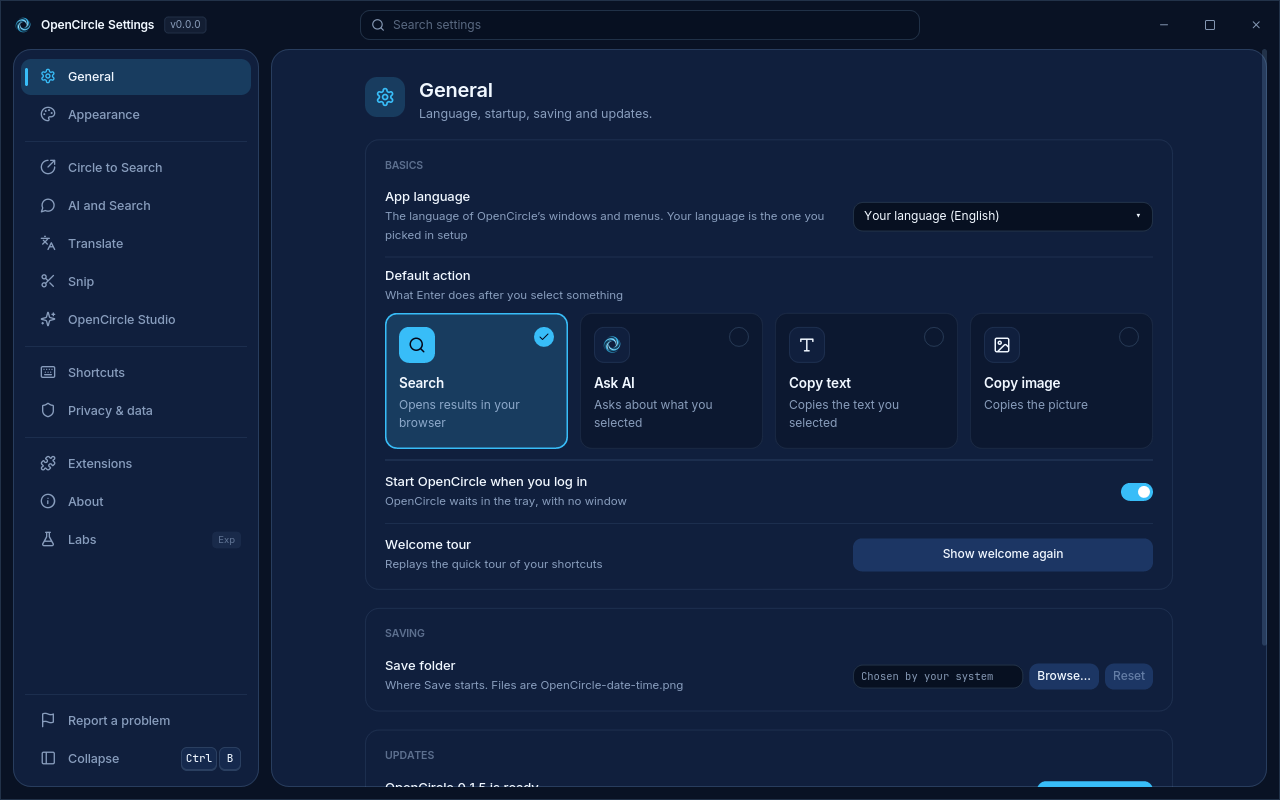 OpenCircle Settings v0.0.0
Search settings
General
Appearance
Circle to Search
AI and Search
Translate
Snip
OpenCircle Studio
Shortcuts
Privacy & data
Extensions
About
Labs Exp
Report a problem
Collapse Ctrl B
General
Language, startup, saving and updates.
BASICS
App language
The language of OpenCircle's windows and menus. Your language is the one you
picked in setup
Your language (English)
Default action
What Enter does after you select something
Search
Opens results in your
browser
Ask AI
Asks about what you
selected
Copy text
Copies the text you
selected
Copy image
Copies the picture
Start OpenCircle when you log in
OpenCircle waits in the tray, with no window
Welcome tour
Replays the quick tour of your shortcuts
Show welcome again
SAVING
Save folder
Where Save starts. Files are OpenCircle-date-time.png
Chosen by your system
Browse...
Reset
UPDATES
OpenCircle 0.1.5 is ready